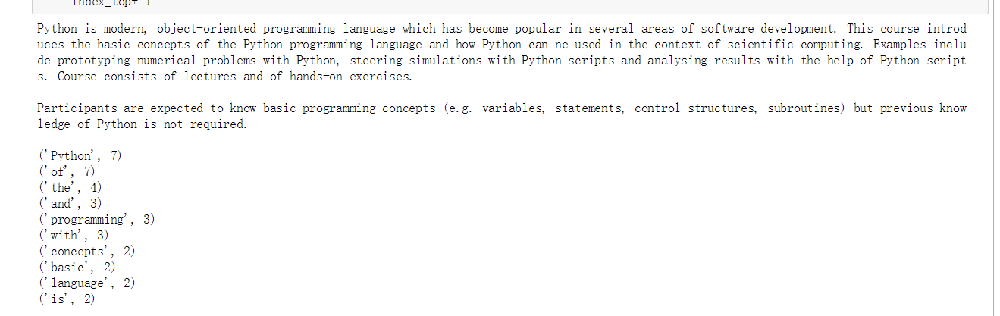 index_top+=1
Python is modern, object-oriented programming language which has become popular in several areas of software development. This course introd
uces the basic concepts of the Python programming language and how Python can ne used in the context of scientific computing. Examples inclu
de prototyping numerical problems with Python, steering simulations with Python scripts and analysing results with the help of Python script
s. Course consists of lectures and of hands-on exercises.
Participants are expected to know basic programming concepts (e.g. variables, statements, control structures, subroutines) but previous know
ledge of Python is not required.
('Python', 7)
('of', 7)
('the', 4)
('and', 3)
('programming', 3)
('with', 3)
('concepts', 2)
('basic', 2)
('language', 2)
('is', 2)